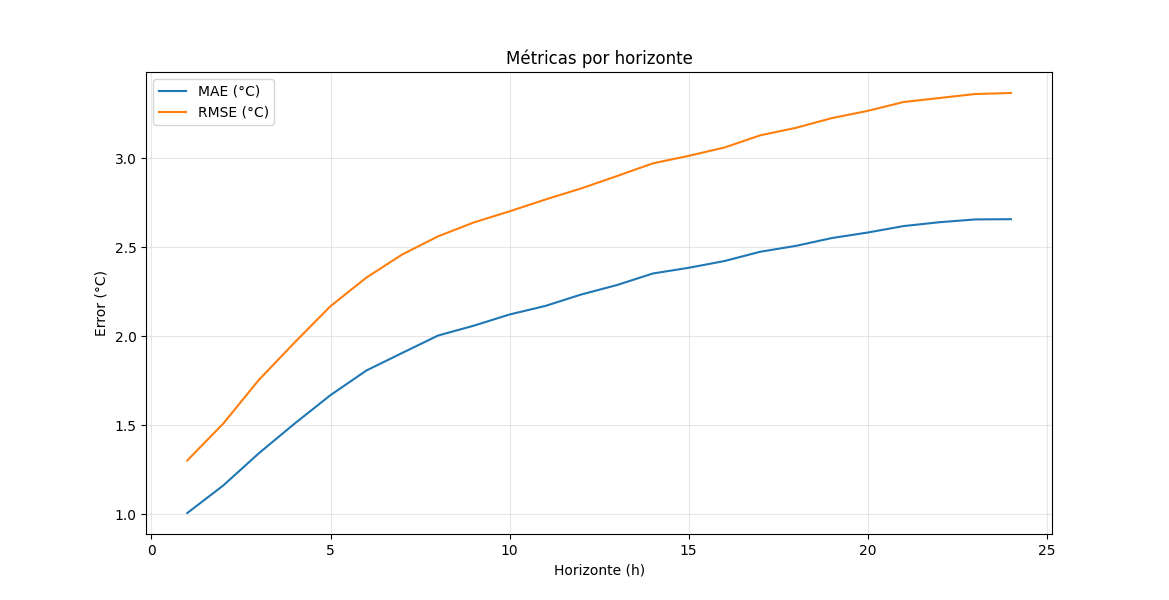 Métricas por horizonte
MAE (°C)
RMSE (°C)
Error (°C)
3.0
2.5
2.0
1.5
1.0
0 5 10 15 20 25
Horizonte (h)